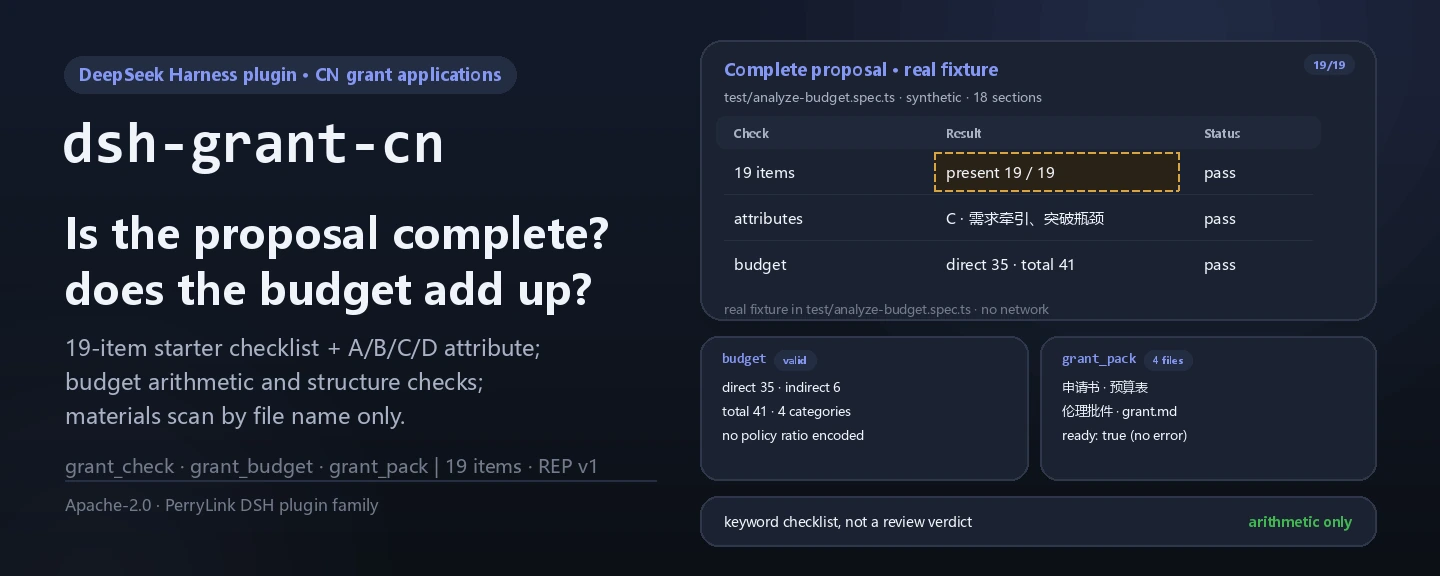 DeepSeek Harness plugin • CN grant applications
dsh-grant-cn
Is the proposal complete?
does the budget add up?
19-item starter checklist + A/B/C/D attribute;
budget arithmetic and structure checks;
materials scan by file name only.
grant_check · grant_budget · grant_pack | 19 items · REP v1
Apache-2.0 · PerryLink DSH plugin family
Complete proposal • real fixture
19/19
test/analyze-budget.spec.ts · synthetic · 18 sections
Check Result Status
19 items present 19 / 19 pass
attributes C · 需求牵引、突破瓶颈 pass
budget direct 35 · total 41 pass
real fixture in test/analyze-budget.spec.ts · no network
budget valid
direct 35 · indirect 6
total 41 · 4 categories
no policy ratio encoded
grant_pack 4 files
申请书 · 预算表
伦理批件 · grant.md
ready: true (no error)
keyword checklist, not a review verdict
arithmetic only